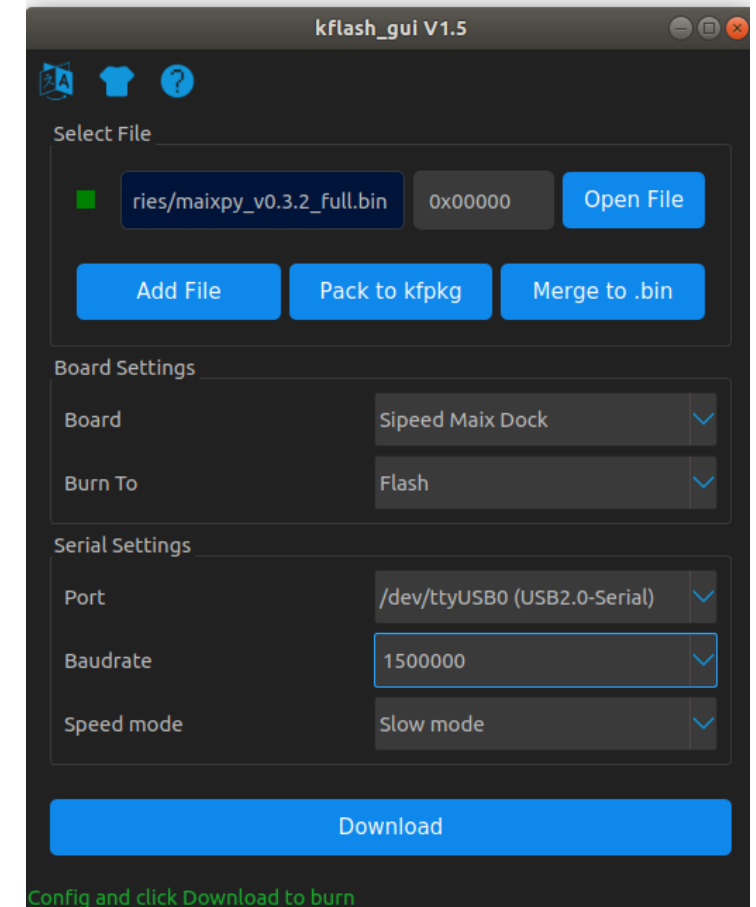 kflash_gui V1.5
Select File
ries/maixpy_v0.3.2_full.bin 0x00000 Open File
Add File Pack to kfpkg Merge to .bin
Board Settings
Board Sipeed Maix Dock
Burn To Flash
Serial Settings
Port /dev/ttyUSB0 (USB2.0-Serial)
Baudrate 1500000
Speed mode Slow mode
Download
Config and click Download to burn